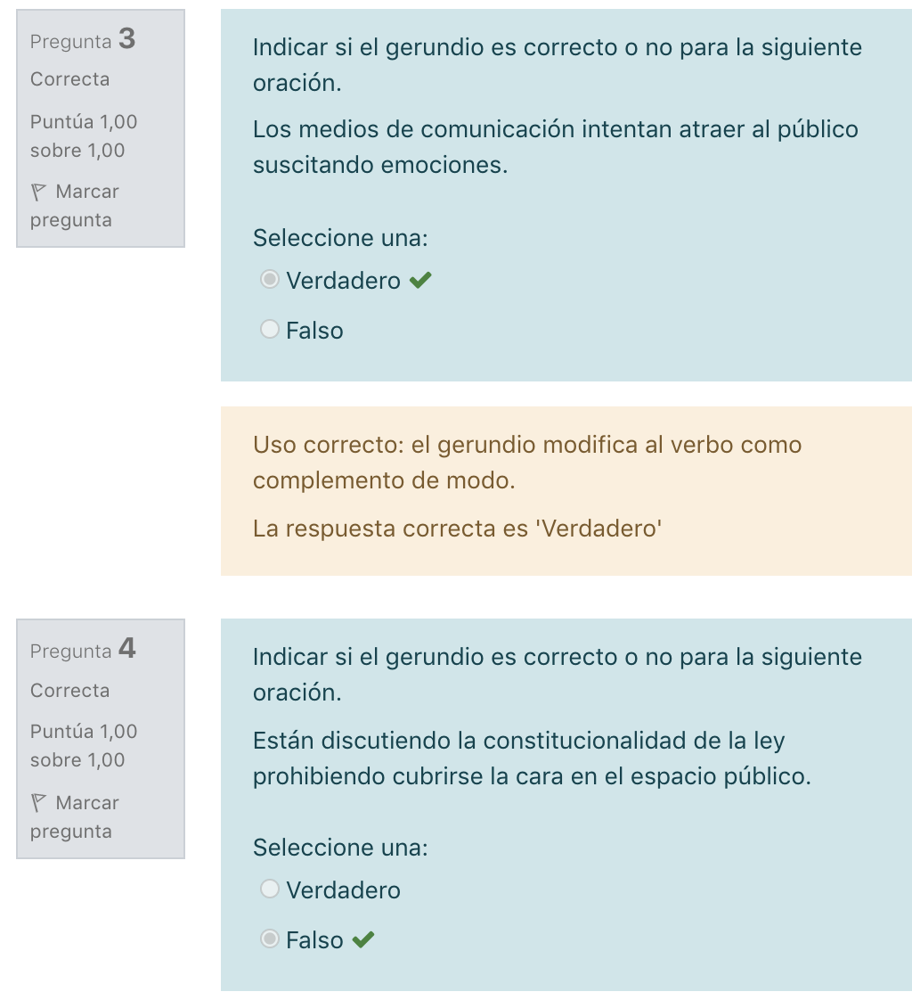 Pregunta 3
Correcta
Puntúa 1,00
sobre 1,00
Marcar
pregunta
Indicar si el gerundio es correcto o no para la siguiente
oración.
Los medios de comunicación intentan atraer al público
suscitando emociones.
Seleccione una:
Verdadero
Falso
Uso correcto: el gerundio modifica al verbo como
complemento de modo.
La respuesta correcta es 'Verdadero'
Pregunta 4
Correcta
Puntúa 1,00
sobre 1,00
Marcar
pregunta
Indicar si el gerundio es correcto o no para la siguiente
oración.
Están discutiendo la constitucionalidad de la ley
prohibiendo cubrirse la cara en el espacio público.
Seleccione una:
Verdadero
Falso